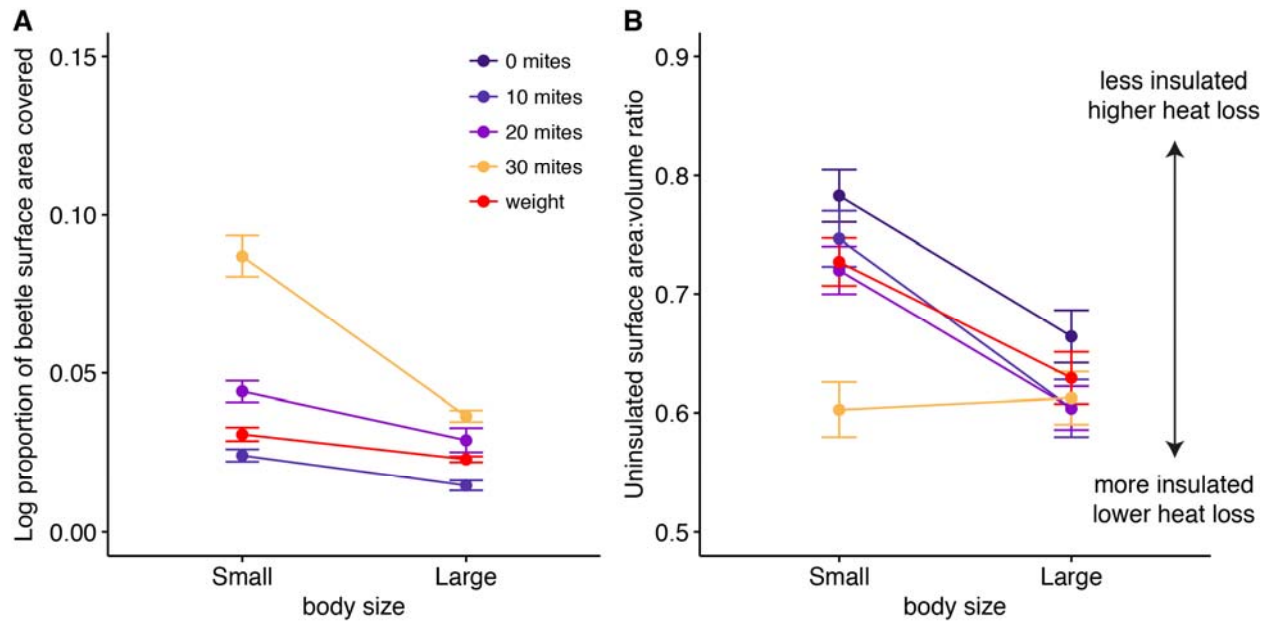 A
Log proportion of beetle surface area covered
0.15
0.10
0.05
0.00
0 mites
10 mites
20 mites
30 mites
weight
Small
Large
body size
B
Uninsulated surface area:volume ratio
0.9
0.8
0.7
0.6
0.5
less insulated
higher heat loss
more insulated
lower heat loss
Small
Large
body size